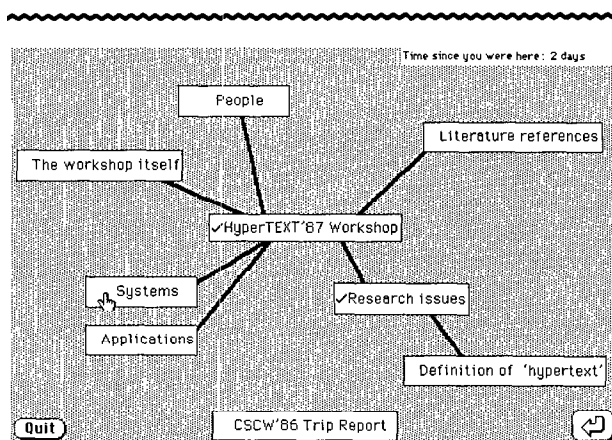 Time since you were here: 2 days
People
Literature references
The workshop itself
✓HyperTEXT'87 Workshop
Systems
✓Research issues
Applications
Definition of 'hypertext'
Quit
CSCW'86 Trip Report